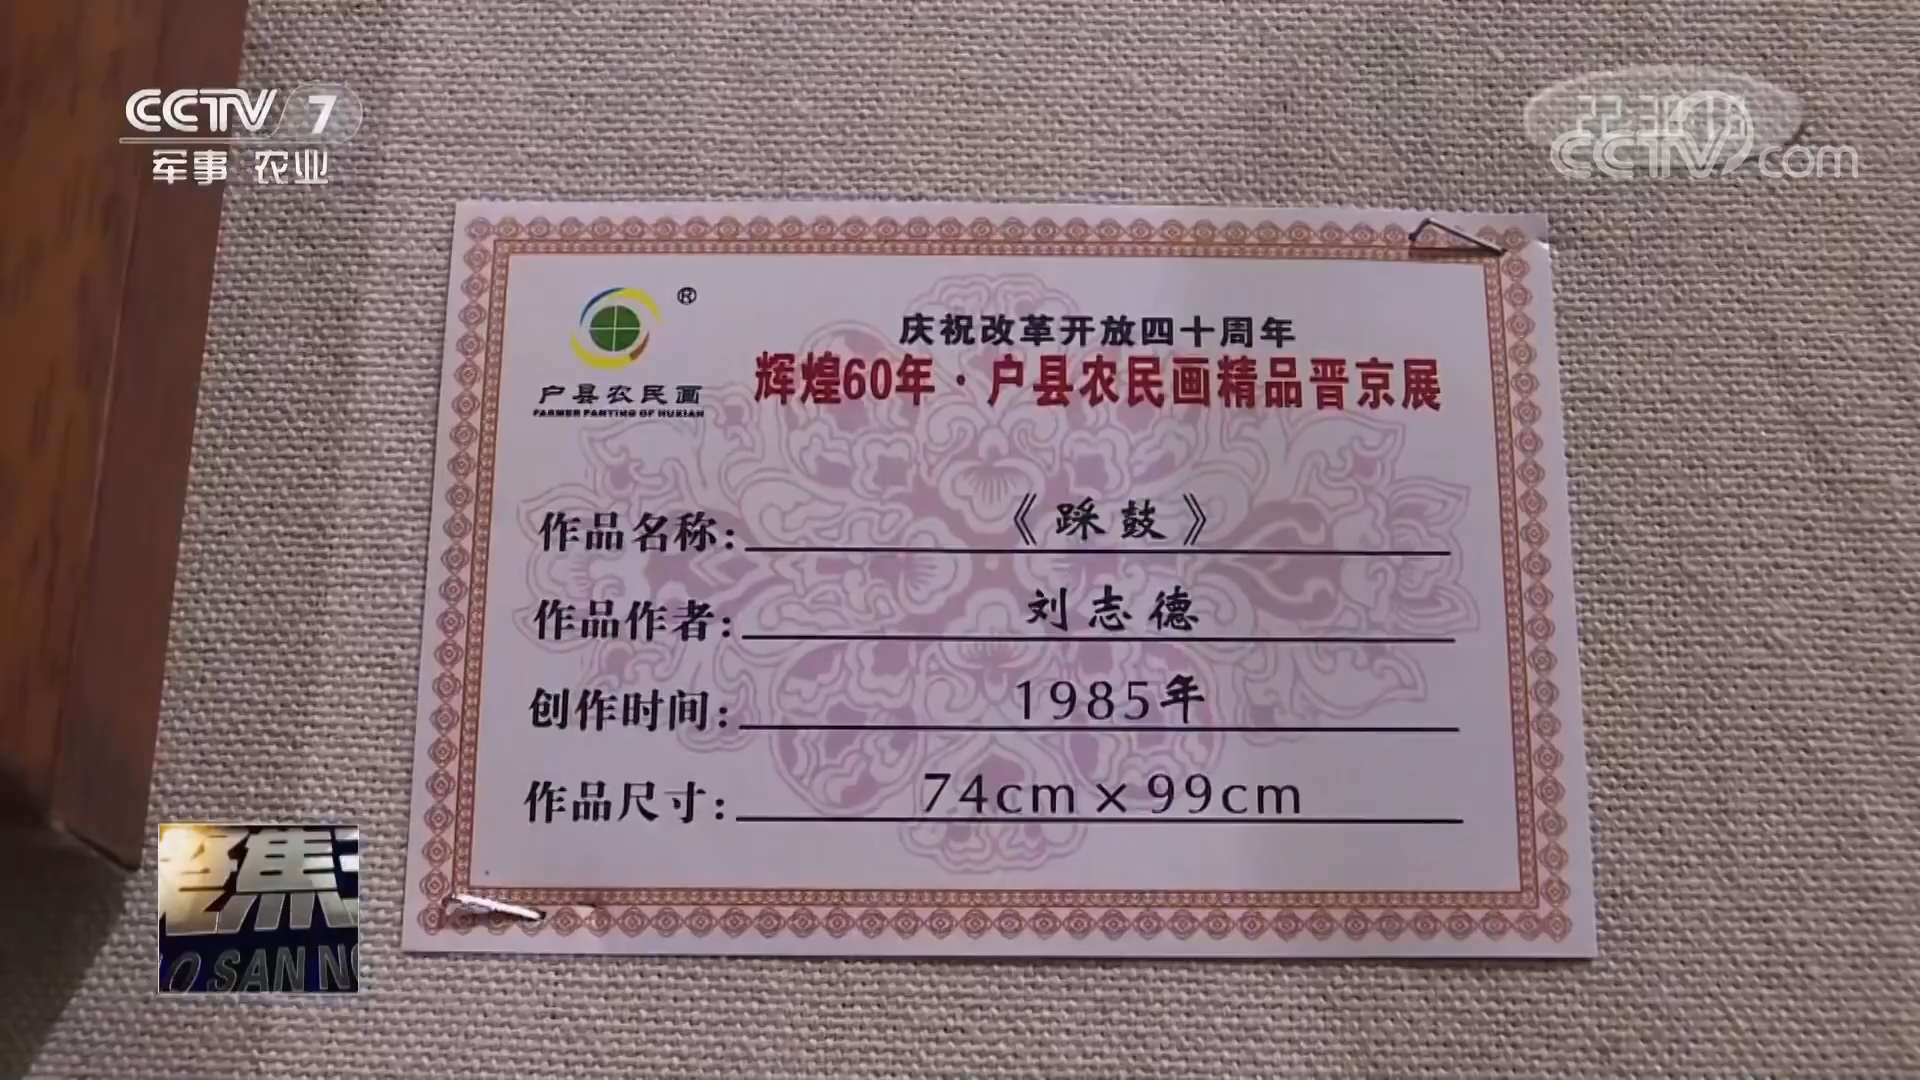 CCTV 7
军事 农业
CCTV.com
®
户县农民画
FARMER PANTING OF HUXIAN
庆祝改革开放四十周年
辉煌60年·户县农民画精品晋京展
作品名称: 《踩鼓》
作品作者: 刘志德
创作时间: 1985年
作品尺寸: 74cm×99cm
焦
O SAN N